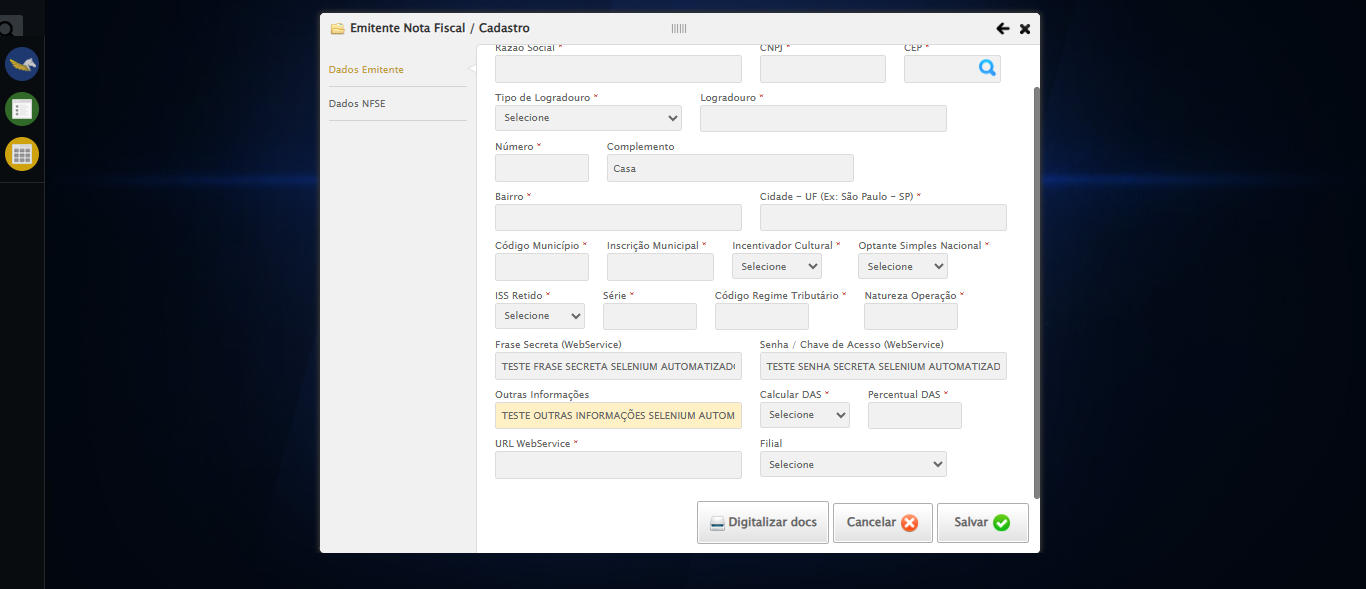 Emitente Nota Fiscal / Cadastro
Dados Emitente
Dados NFSE
Razão Social * CNPJ * CEP *
Tipo de Logradouro * Logradouro *
Selecione
Número * Complemento
Casa
Bairro * Cidade - UF (Ex: São Paulo - SP) *
Código Município * Inscrição Municipal * Incentivador Cultural * Optante Simples Nacional *
Selecione Selecione
ISS Retido * Série * Código Regime Tributário * Natureza Operação *
Selecione
Frase Secreta (WebService) Senha / Chave de Acesso (WebService)
TESTE FRASE SECRETA SELENIUM AUTOMATIZADO TESTE SENHA SECRETA SELENIUM AUTOMATIZAD
Outras Informações Calcular DAS * Percentual DAS *
TESTE OUTRAS INFORMAÇÕES SELENIUM AUTOM Selecione
URL WebService * Filial
Selecione
Digitalizar docs Cancelar Salvar